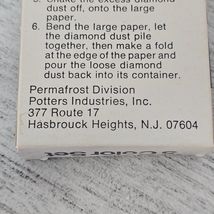 5. Shake the excess diamond
dust off, onto the large
paper.
6. Bend the large paper, let
the diamond dust pile
together, then make a fold
at the edge of the paper and
pour the loose diamond
dust back into its container.
Permafrost Division
Potters Industries, Inc.
377 Route 17
Hasbrouck Heights, N.J. 07604